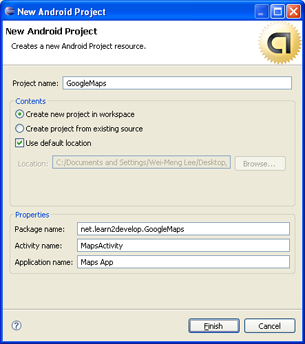 New Android Project
New Android Project
Creates a new Android Project resource.
Project name: GoogleMaps
Contents
Create new project in workspace
Create project from existing source
Use default location
Location: C:/Documents and Settings/Wei-Meng Lee/Desktop, Browse...
Properties
Package name: net.learn2develop.GoogleMaps
Activity name: MapsActivity
Application name: Maps App
? Finish Cancel